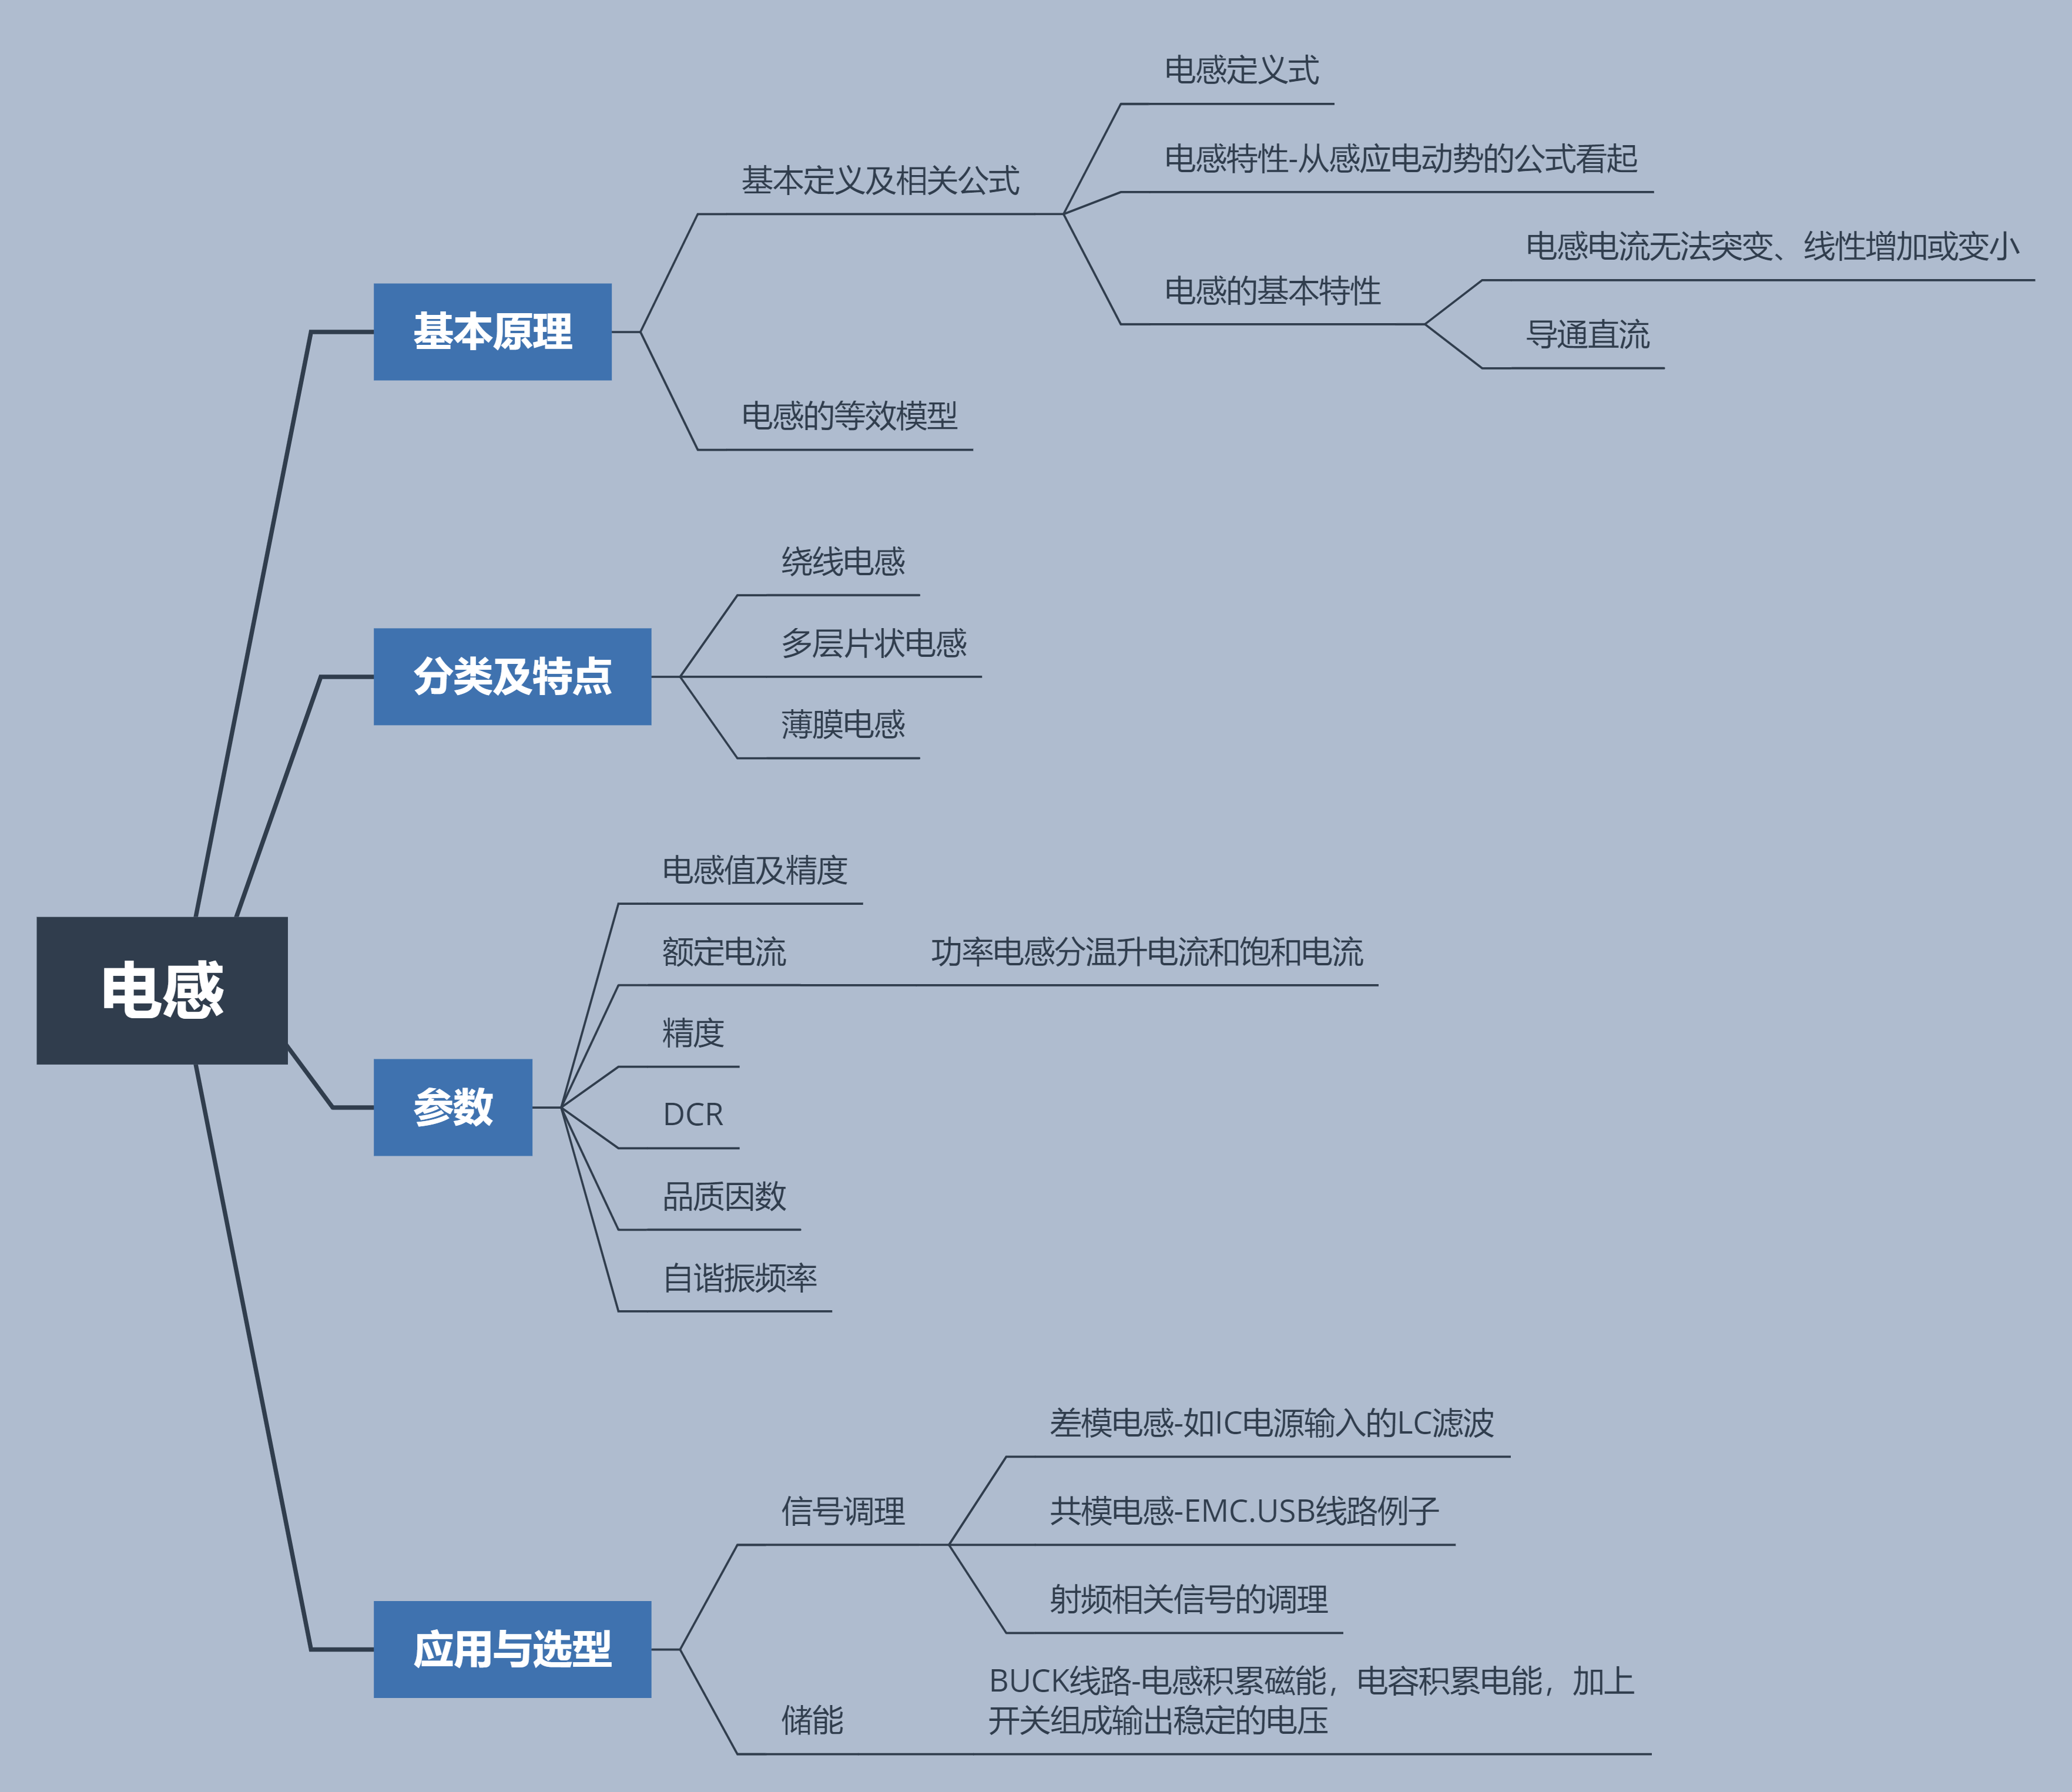 电感
基本原理
基本定义及相关公式
电感定义式
电感特性-从感应电动势的公式看起
电感的基本特性
电感电流无法突变、线性增加或变小
导通直流
电感的等效模型
分类及特点
绕线电感
多层片状电感
薄膜电感
参数
电感值及精度
额定电流
功率电感分温升电流和饱和电流
精度
DCR
品质因数
自谐振频率
应用与选型
信号调理
差模电感-如IC电源输入的LC滤波
共模电感-EMC.USB线路例子
射频相关信号的调理
储能
BUCK线路-电感积累磁能，电容积累电能，加上
开关组成输出稳定的电压